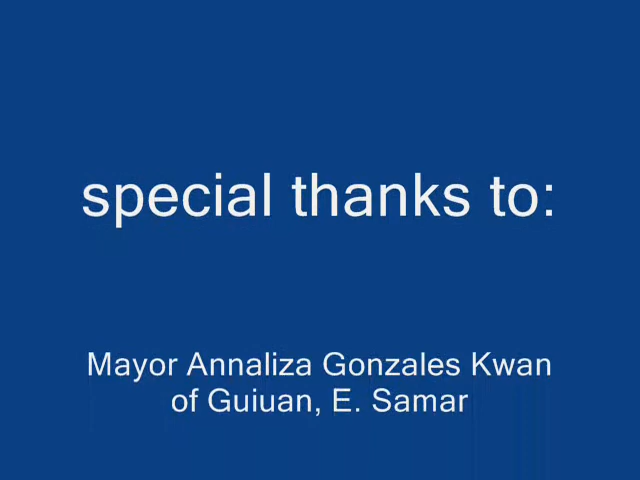 special thanks to:
Mayor Annaliza Gonzales Kwan
of Guiuan, E. Samar